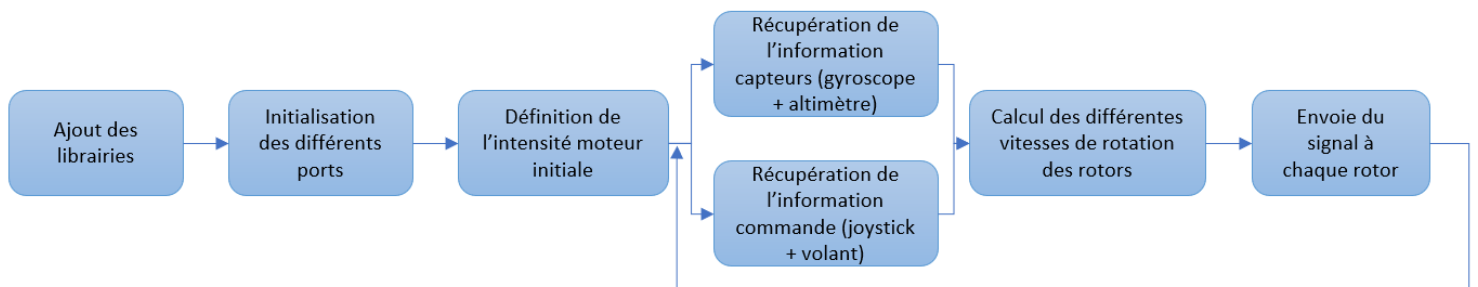 Ajout des
librairies
Initialisation
des différents
ports
Définition de
l’intensité moteur
initiale
Récupération de
l’information
capteurs (gyroscope
+ altimètre)
Récupération de
l’information
commande (joystick
+ volant)
Calcul des différentes
vitesses de rotation
des rotors
Envoie du
signal à
chaque rotor